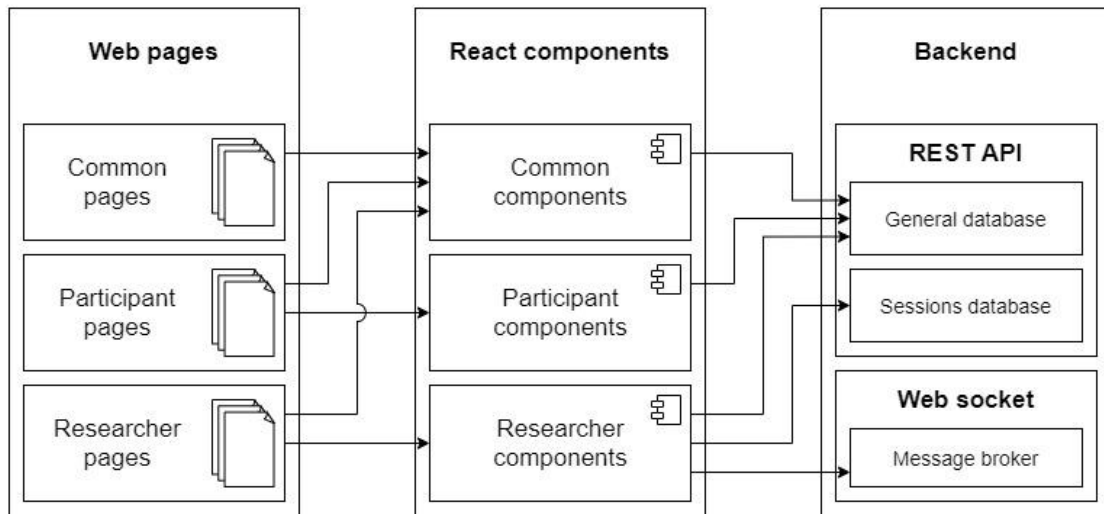 Web pages
Common
pages
Participant
pages
Researcher
pages
React components
Common
components
Participant
components
Researcher
components
Backend
REST API
General database
Sessions database
Web socket
Message broker